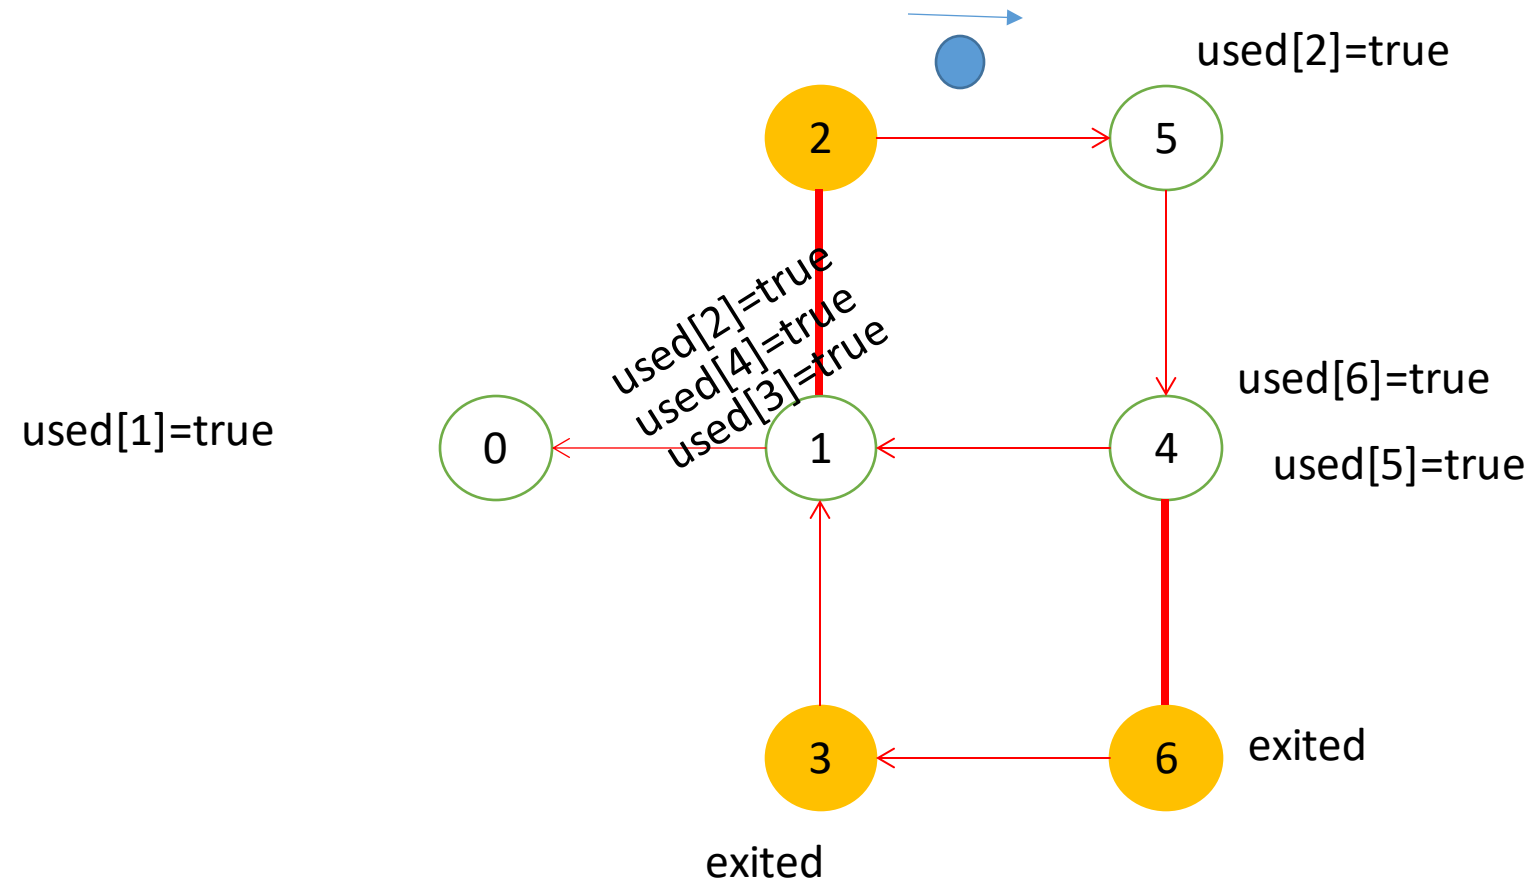 used[2]=true
2
5
used[2]=true
used[4]=true
used[3]=true
used[6]=true
used[1]=true
0
1
4
used[5]=true
3
6
exited
exited